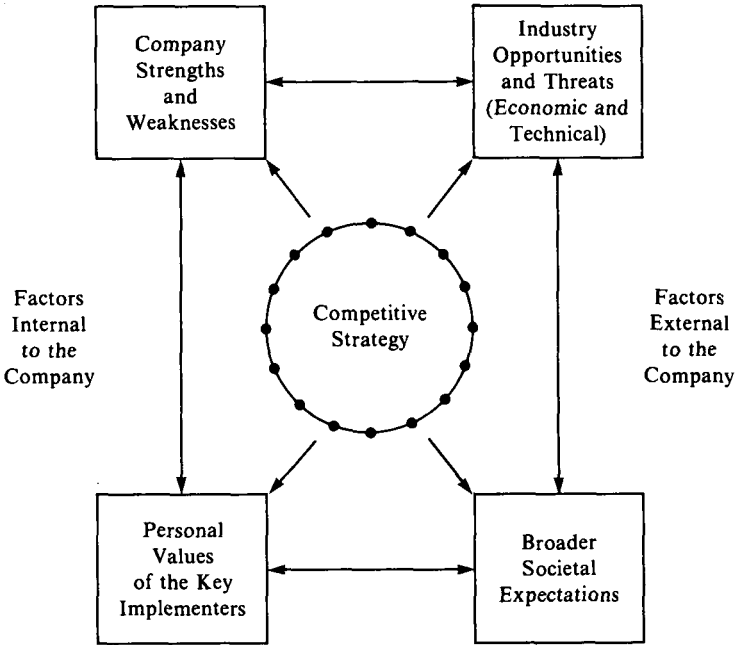 Company
Strengths
and
Weaknesses
Industry
Opportunities
and Threats
(Economic and
Technical)
Factors
Internal
to the
Company
Competitive
Strategy
Factors
External
to the
Company
Personal
Values
of the Key
Implementers
Broader
Societal
Expectations